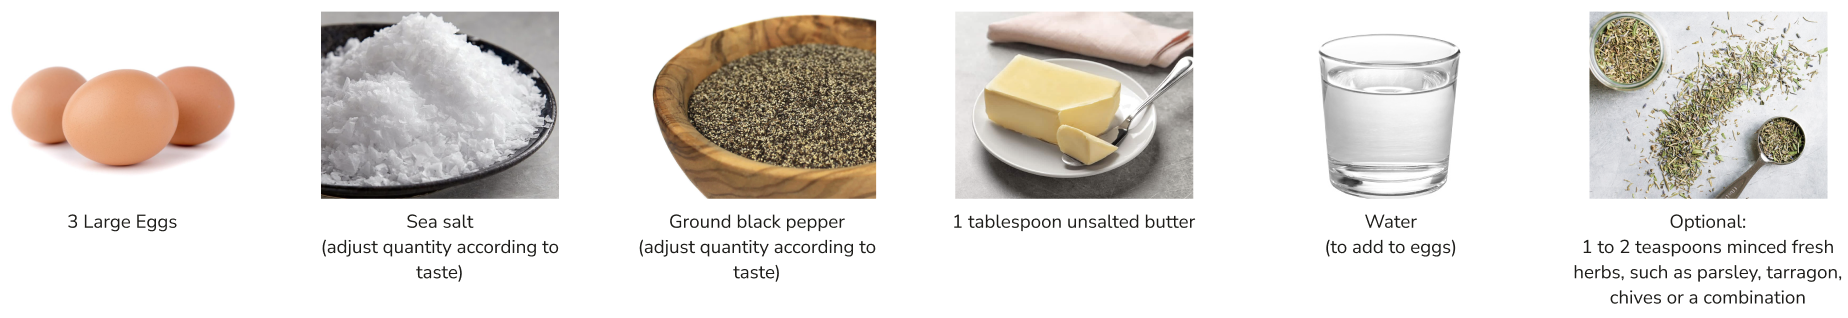 3 Large Eggs
Sea salt
(adjust quantity according to
taste)
Ground black pepper
(adjust quantity according to
taste)
1 tablespoon unsalted butter
Water
(to add to eggs)
Optional:
1 to 2 teaspoons minced fresh
herbs, such as parsley, tarragon,
chives or a combination